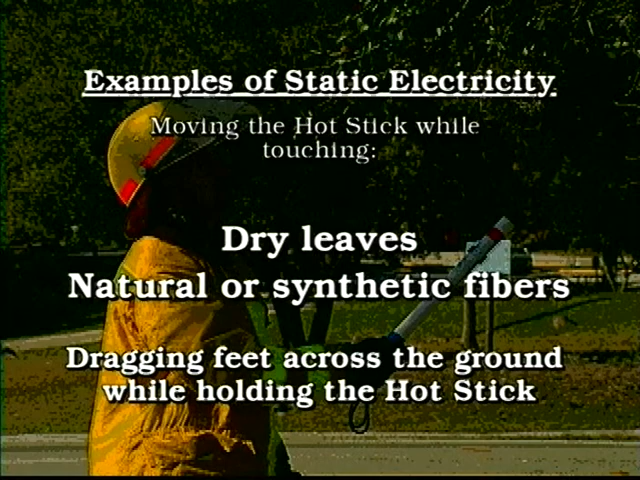 Examples of Static Electricity
Moving the Hot Stick while
touching:
Dry leaves
Natural or synthetic fibers
Dragging feet across the ground
while holding the Hot Stick